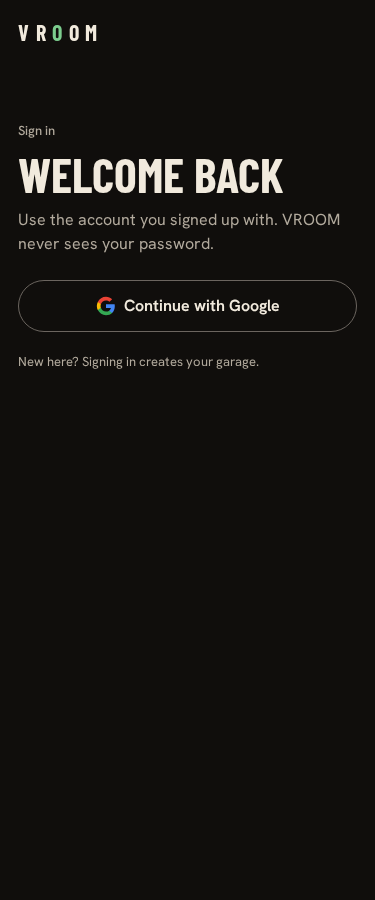 VROOM
Sign in
WELCOME BACK
Use the account you signed up with. VROOM
never sees your password.
Continue with Google
New here? Signing in creates your garage.